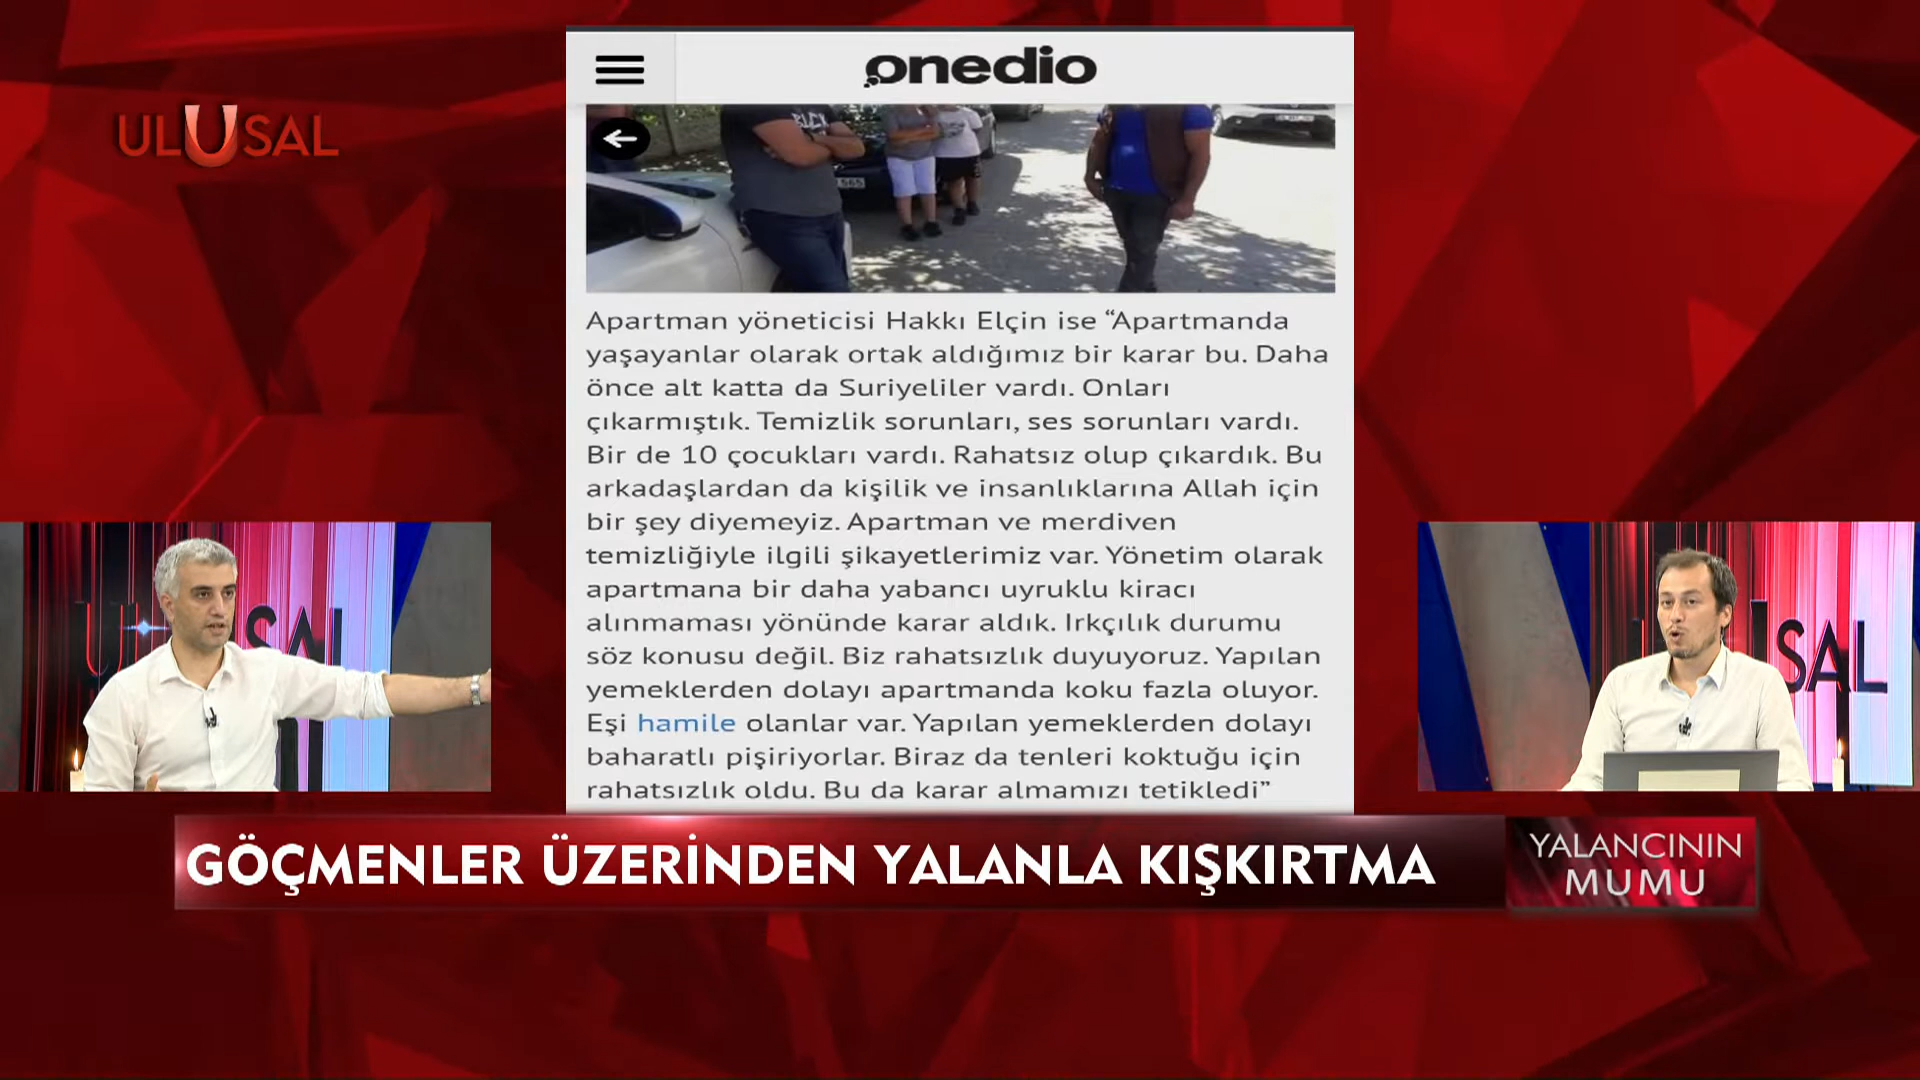 onedio
ULUSAL
BLCK
565
Apartman yöneticisi Hakkı Elçin ise “Apartmanda
yaşayanlar olarak ortak aldığımız bir karar bu. Daha
önce alt katta da Suriyeliler vardı. Onları
çıkarmıştık. Temizlik sorunları, ses sorunları vardı.
Bir de 10 çocukları vardı. Rahatsız olup çıkardık. Bu
arkadaşlardan da kişilik ve insanlıklarına Allah için
bir şey diyemeyiz. Apartman ve merdiven
temizliğiyle ilgili şikayetlerimiz var. Yönetim olarak
apartmana bir daha yabancı uyruklu kiracı
alınmaması yönünde karar aldık. Irkçılık durumu
söz konusu değil. Biz rahatsızlık duyuyoruz. Yapılan
yemeklerden dolayı apartmanda koku fazla oluyor.
Eşi hamile olanlar var. Yapılan yemeklerden dolayı
baharatlı pişiriyorlar. Biraz da tenleri koktuğu için
rahatsızlık oldu. Bu da karar almamızı tetikledi”
GÖÇMENLER ÜZERİNDEN YALANLA KIŞKIRTMA
YALANCININ
MUMU